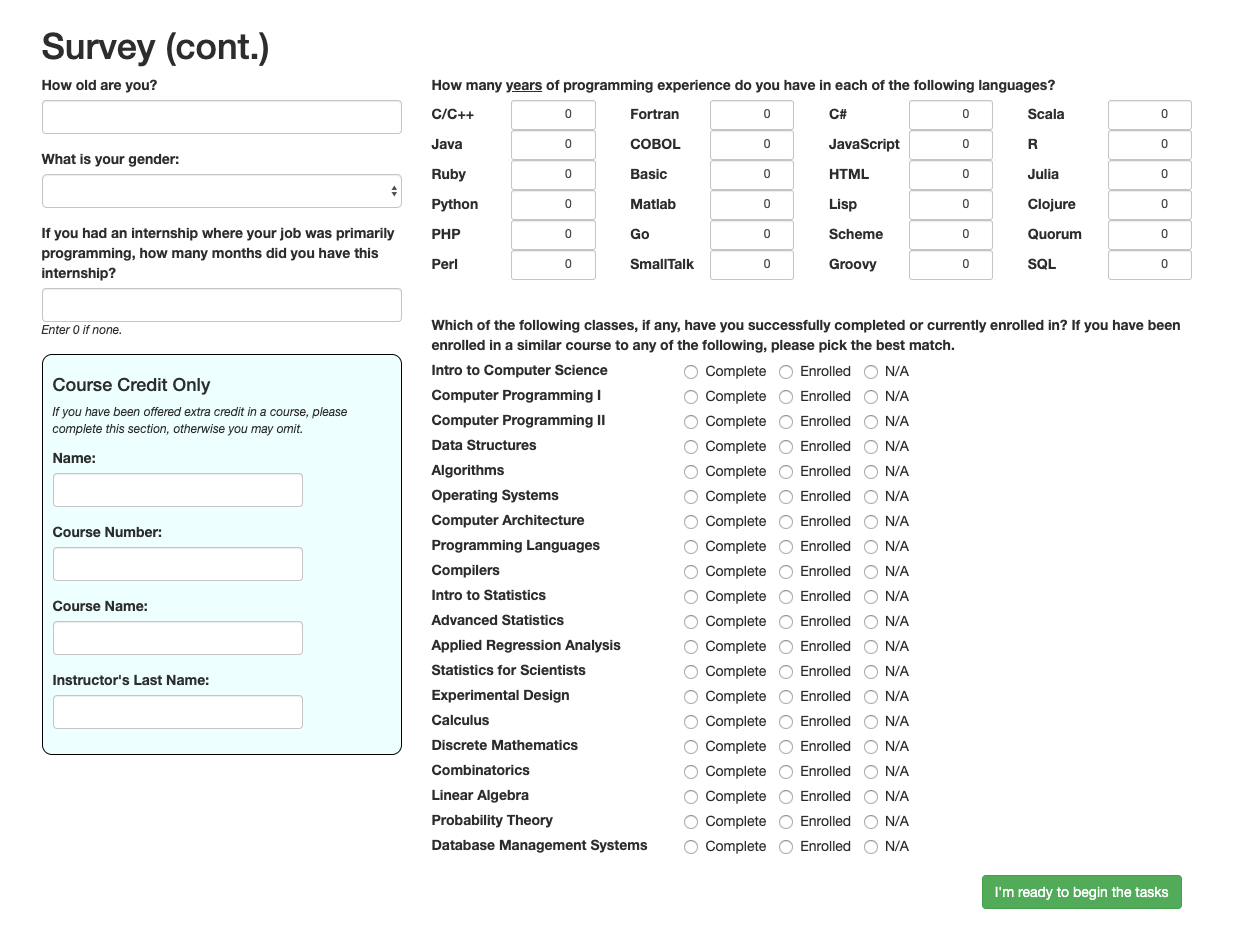 Survey (cont.)
How old are you?
What is your gender:
If you had an internship where your job was primarily
programming, how many months did you have this
internship?
Enter 0 if none.
Course Credit Only
If you have been offered extra credit in a course, please
complete this section, otherwise you may omit.
Name:
Course Number:
Course Name:
Instructor's Last Name:
How many years of programming experience do you have in each of the following languages?
C/C++ 0 Fortran 0 C# 0 Scala 0
Java 0 COBOL 0 JavaScript 0 R 0
Ruby 0 Basic 0 HTML 0 Julia 0
Python 0 Matlab 0 Lisp 0 Clojure 0
PHP 0 Go 0 Scheme 0 Quorum 0
Perl 0 SmallTalk 0 Groovy 0 SQL 0
Which of the following classes, if any, have you successfully completed or currently enrolled in? If you have been
enrolled in a similar course to any of the following, please pick the best match.
Intro to Computer Science Complete Enrolled N/A
Computer Programming I Complete Enrolled N/A
Computer Programming II Complete Enrolled N/A
Data Structures Complete Enrolled N/A
Algorithms Complete Enrolled N/A
Operating Systems Complete Enrolled N/A
Computer Architecture Complete Enrolled N/A
Programming Languages Complete Enrolled N/A
Compilers Complete Enrolled N/A
Intro to Statistics Complete Enrolled N/A
Advanced Statistics Complete Enrolled N/A
Applied Regression Analysis Complete Enrolled N/A
Statistics for Scientists Complete Enrolled N/A
Experimental Design Complete Enrolled N/A
Calculus Complete Enrolled N/A
Discrete Mathematics Complete Enrolled N/A
Combinatorics Complete Enrolled N/A
Linear Algebra Complete Enrolled N/A
Probability Theory Complete Enrolled N/A
Database Management Systems Complete Enrolled N/A
I'm ready to begin the tasks